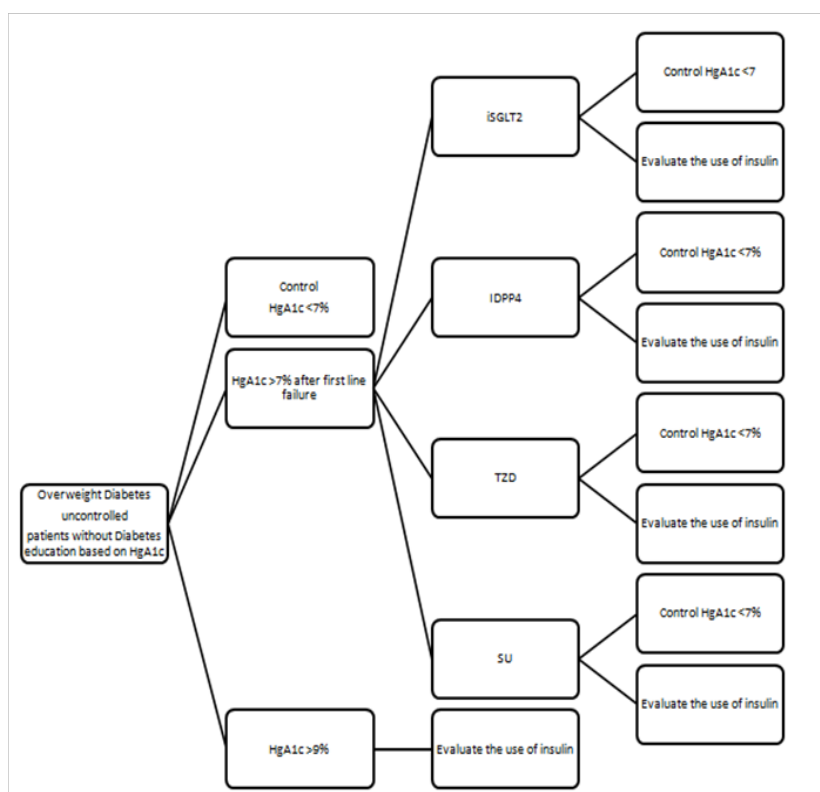 Control HgA1c <7
iSGLT2
Evaluate the use of insulin
Control HgA1c <7%
Control
HgA1c <7%
IDPP4
Evaluate the use of insulin
HgA1c >7% after first line
failure
Control HgA1c <7%
TZD
Overweight Diabetes
uncontrolled
patients without Diabetes
education based on HgA1c
Evaluate the use of insulin
Control HgA1c <7%
SU
Evaluate the use of insulin
HgA1c >9%
Evaluate the use of insulin